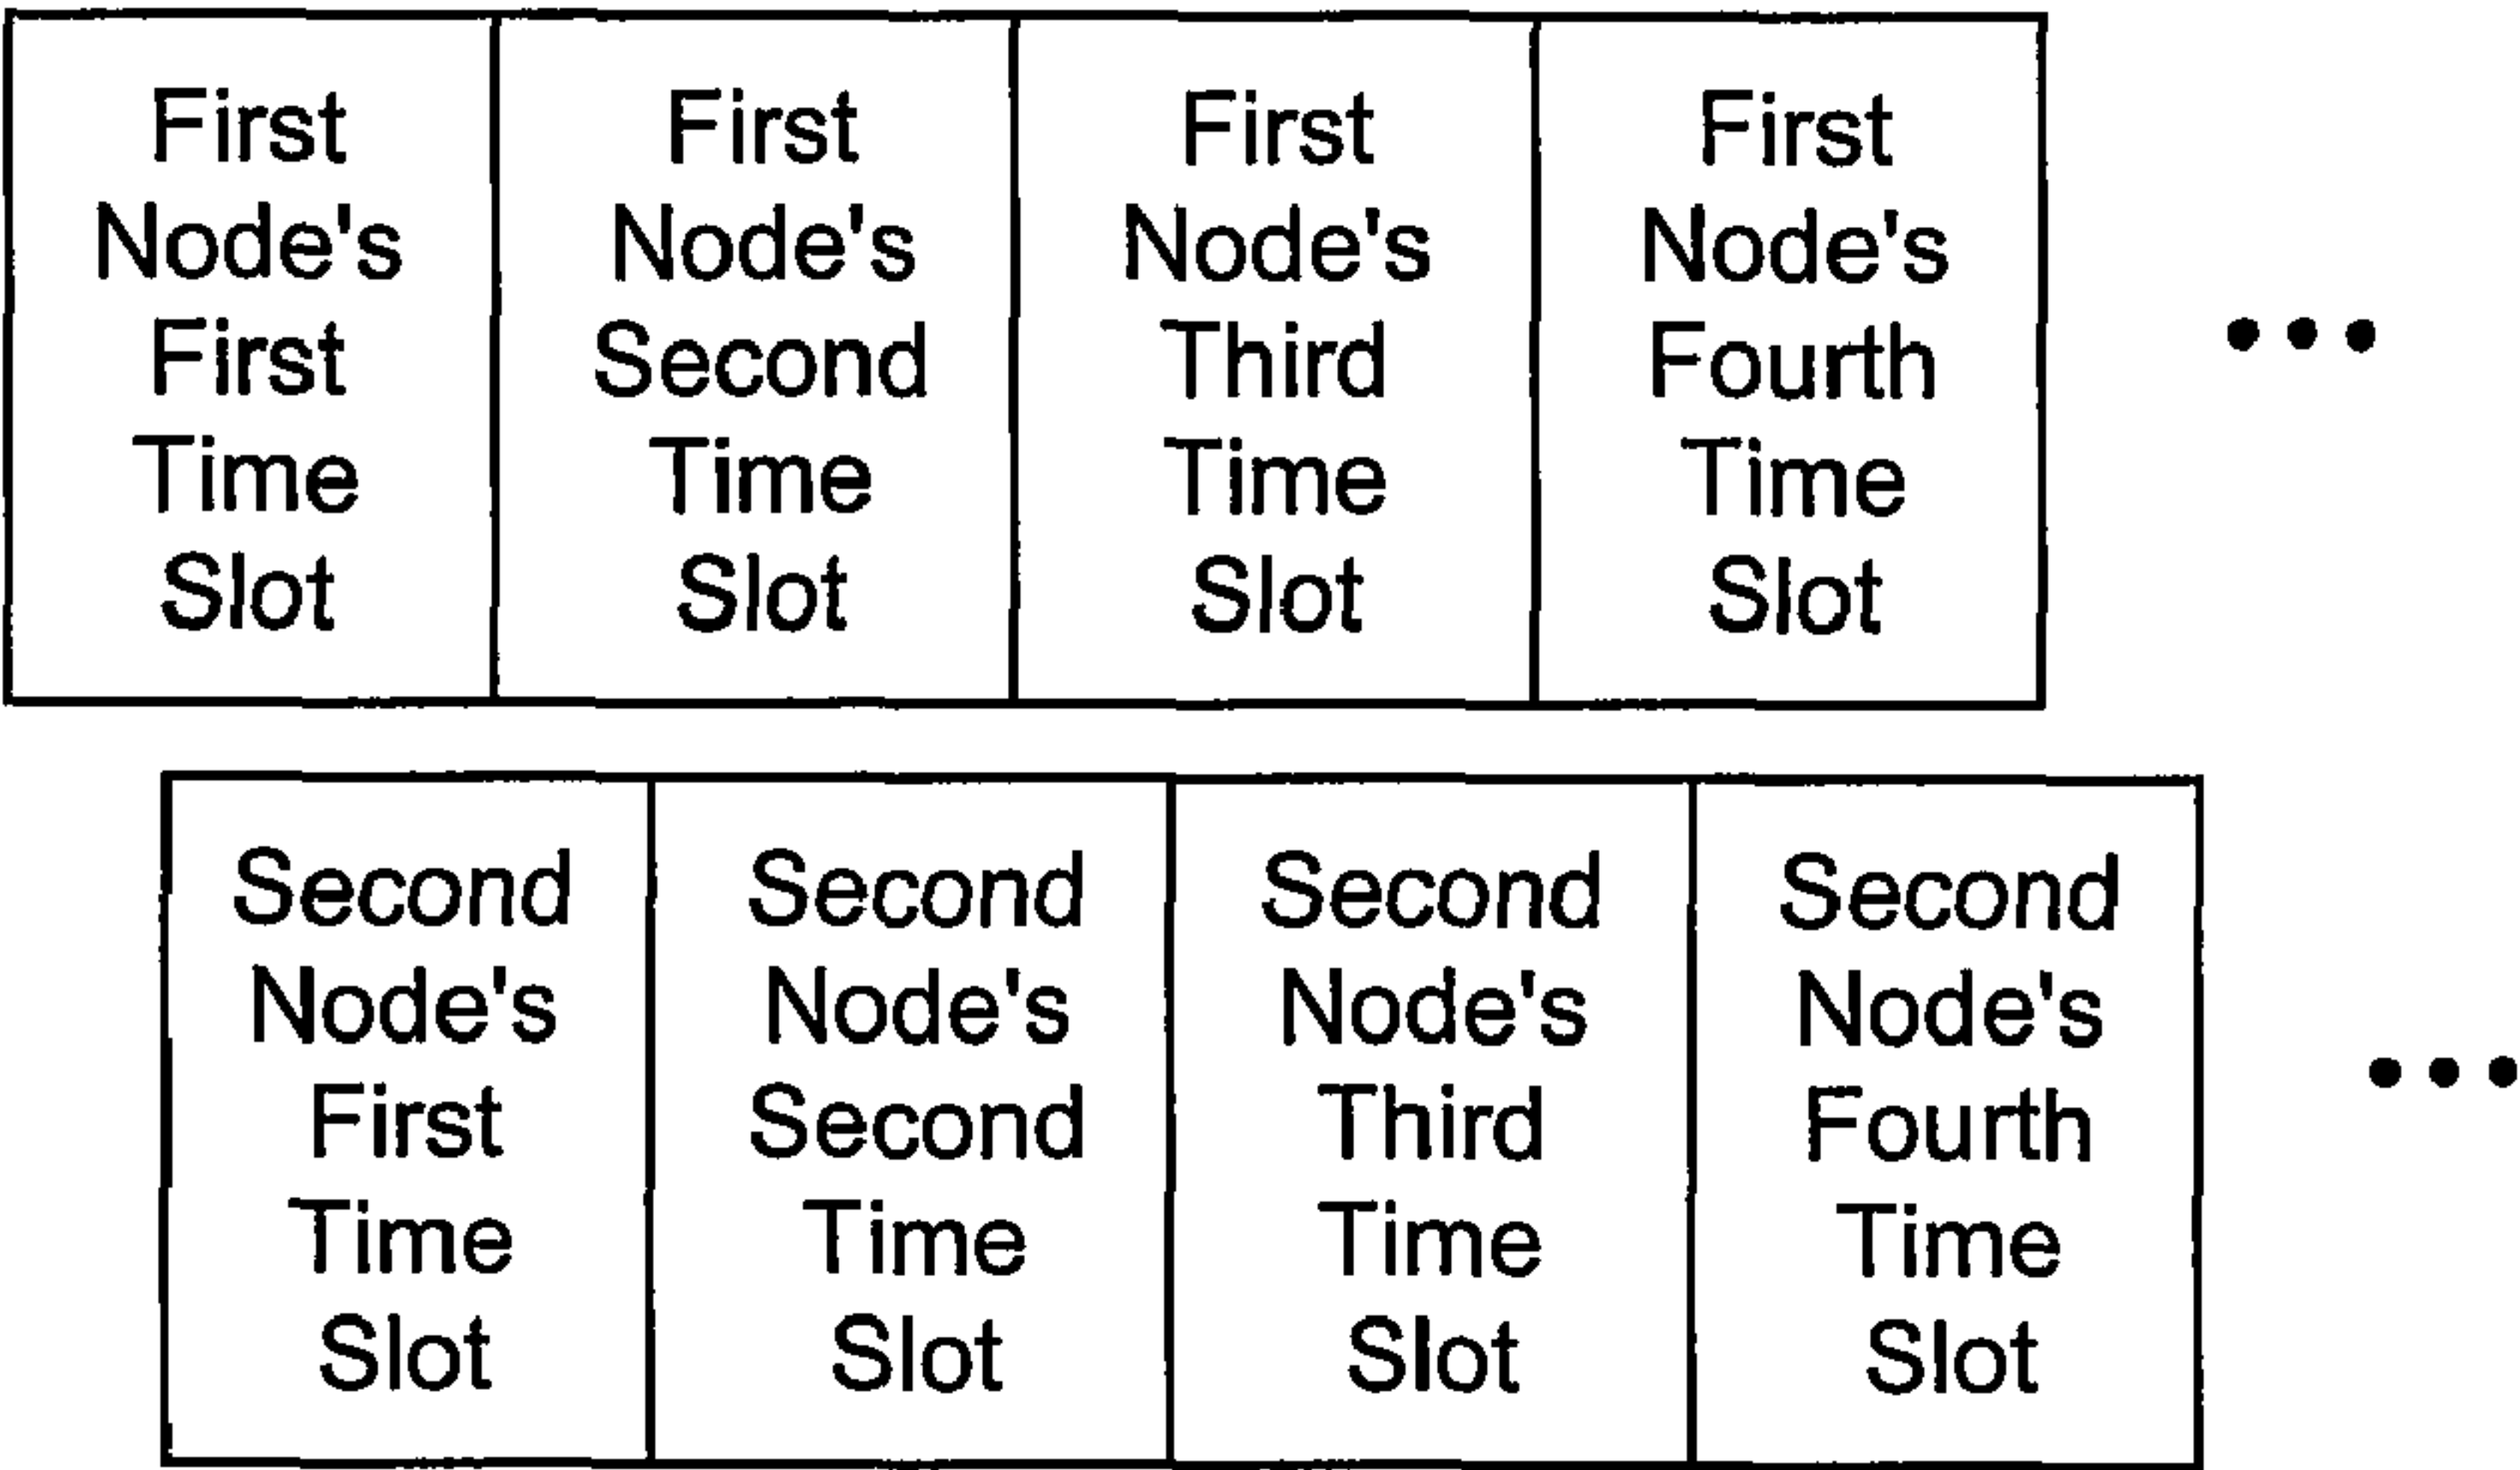 First
Node's
First
Time
Slot
First
Node's
Second
Time
Slot
First
Node's
Third
Time
Slot
First
Node's
Fourth
Time
Slot
• • •
Second
Node's
First
Time
Slot
Second
Node's
Second
Time
Slot
Second
Node's
Third
Time
Slot
Second
Node's
Fourth
Time
Slot
• • •